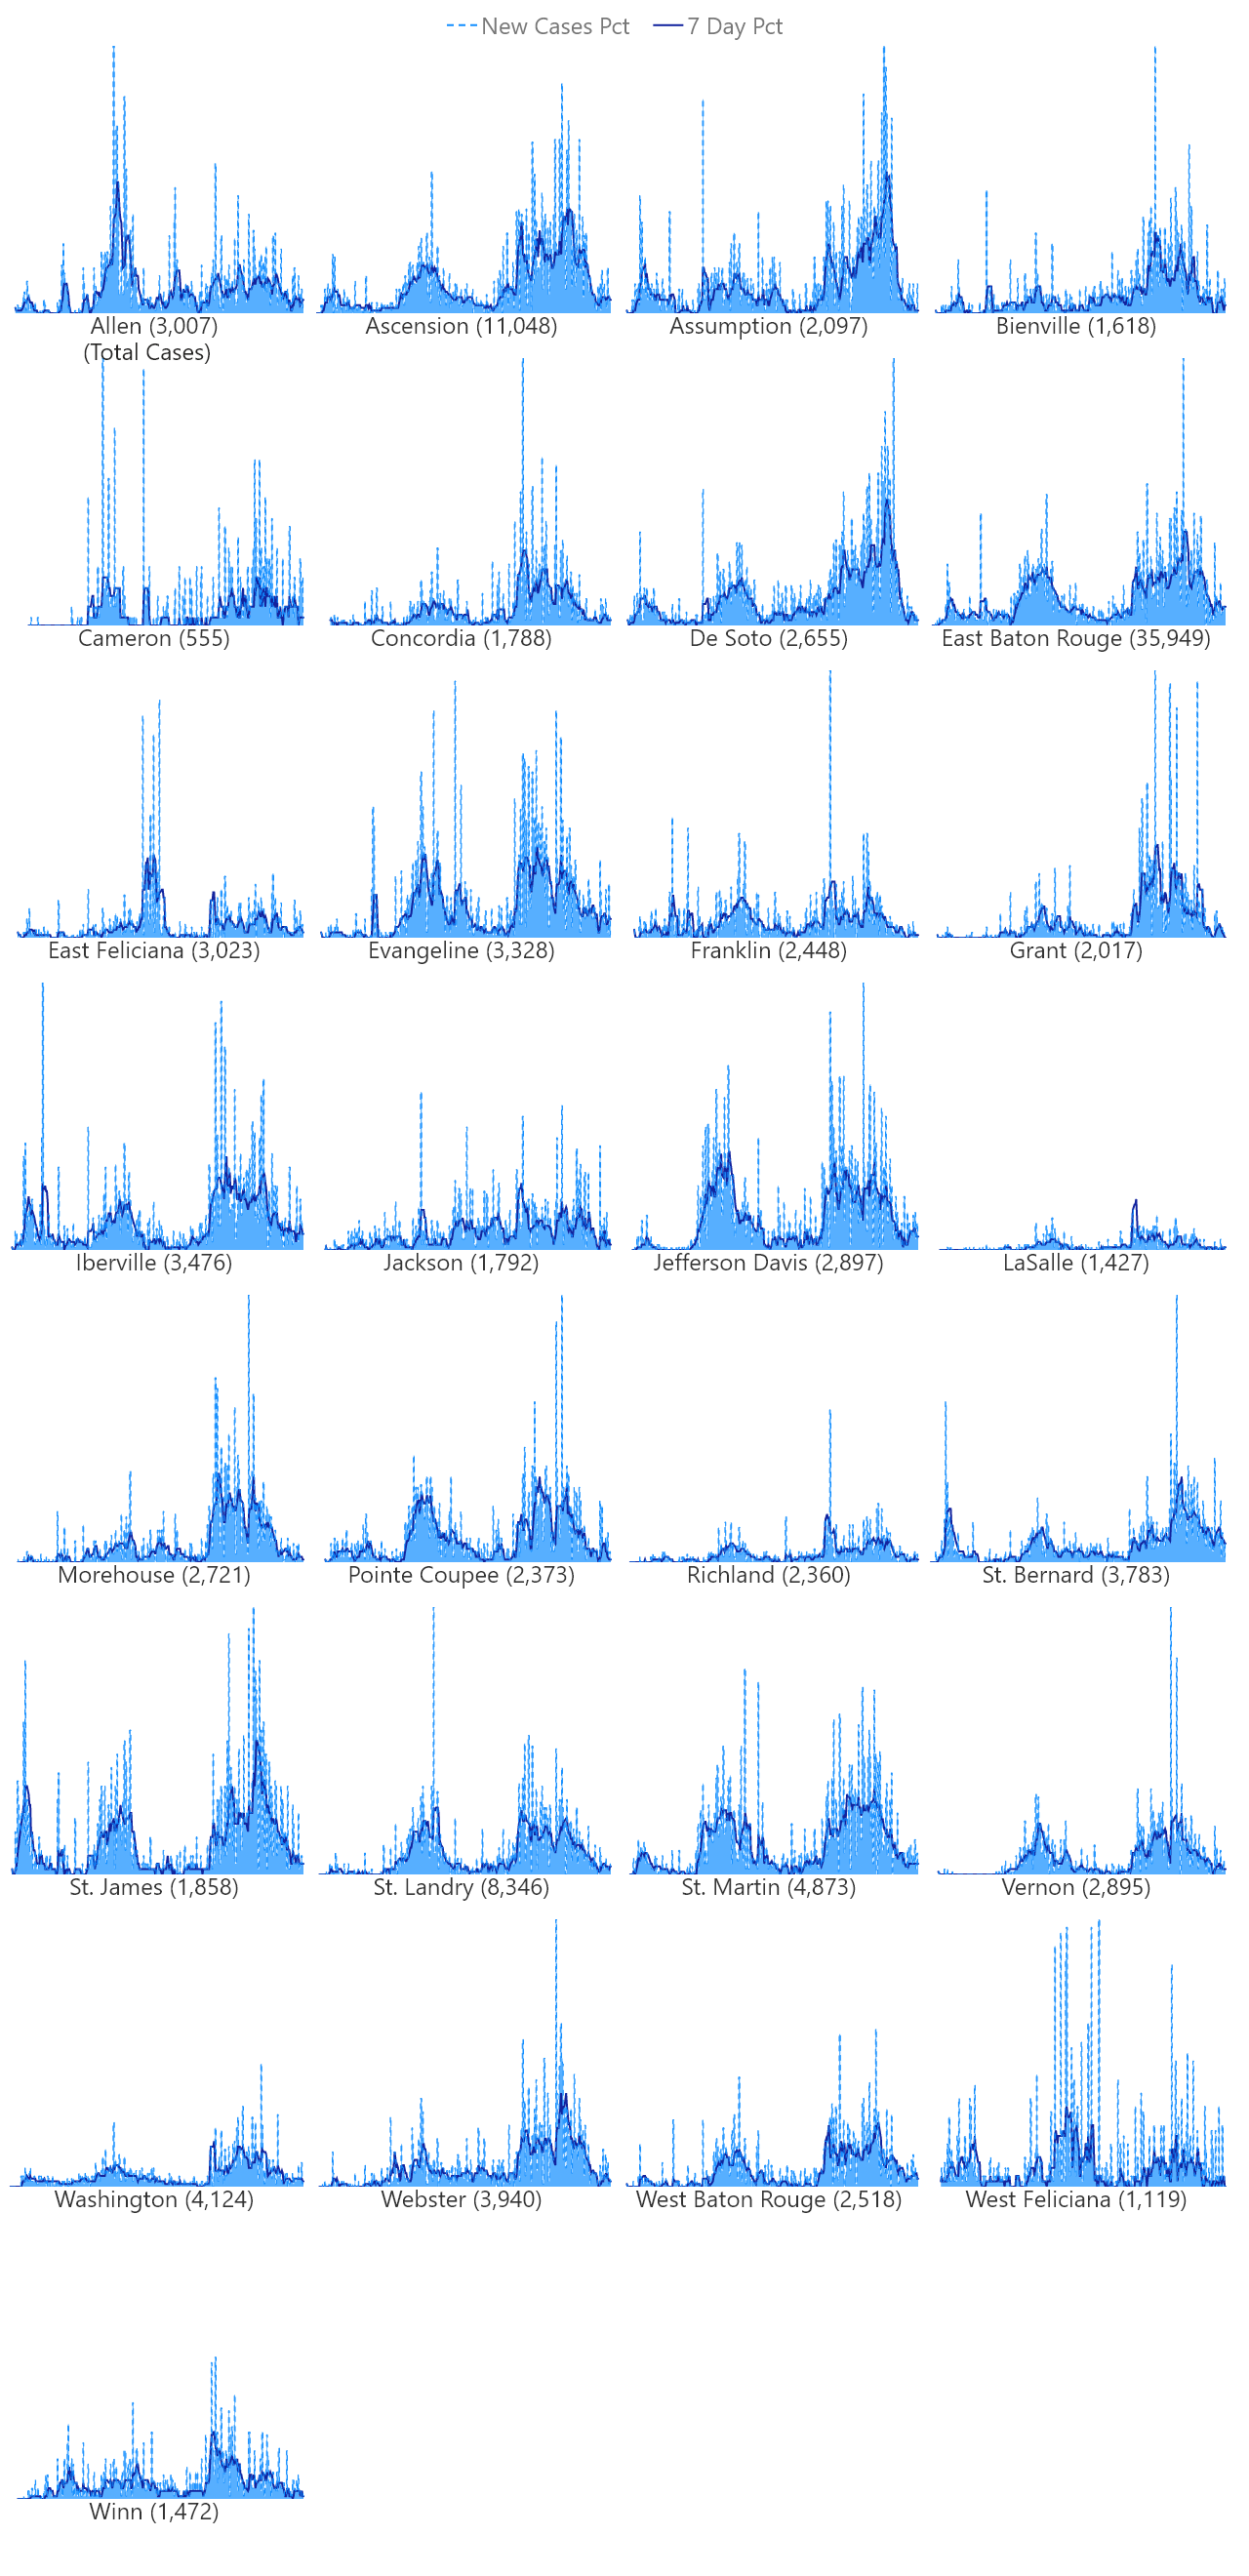 New Cases Pct 7 Day Pct
Allen (3,007) Ascension (11,048) Assumption (2,097) Bienville (1,618)
(Total Cases)
Cameron (555) Concordia (1,788) De Soto (2,655) East Baton Rouge (35,949)
East Feliciana (3,023) Evangeline (3,328) Franklin (2,448) Grant (2,017)
Iberville (3,476) Jackson (1,792) Jefferson Davis (2,897) LaSalle (1,427)
Morehouse (2,721) Pointe Coupee (2,373) Richland (2,360) St. Bernard (3,783)
St. James (1,858) St. Landry (8,346) St. Martin (4,873) Vernon (2,895)
Washington (4,124) Webster (3,940) West Baton Rouge (2,518) West Feliciana (1,119)
Winn (1,472)